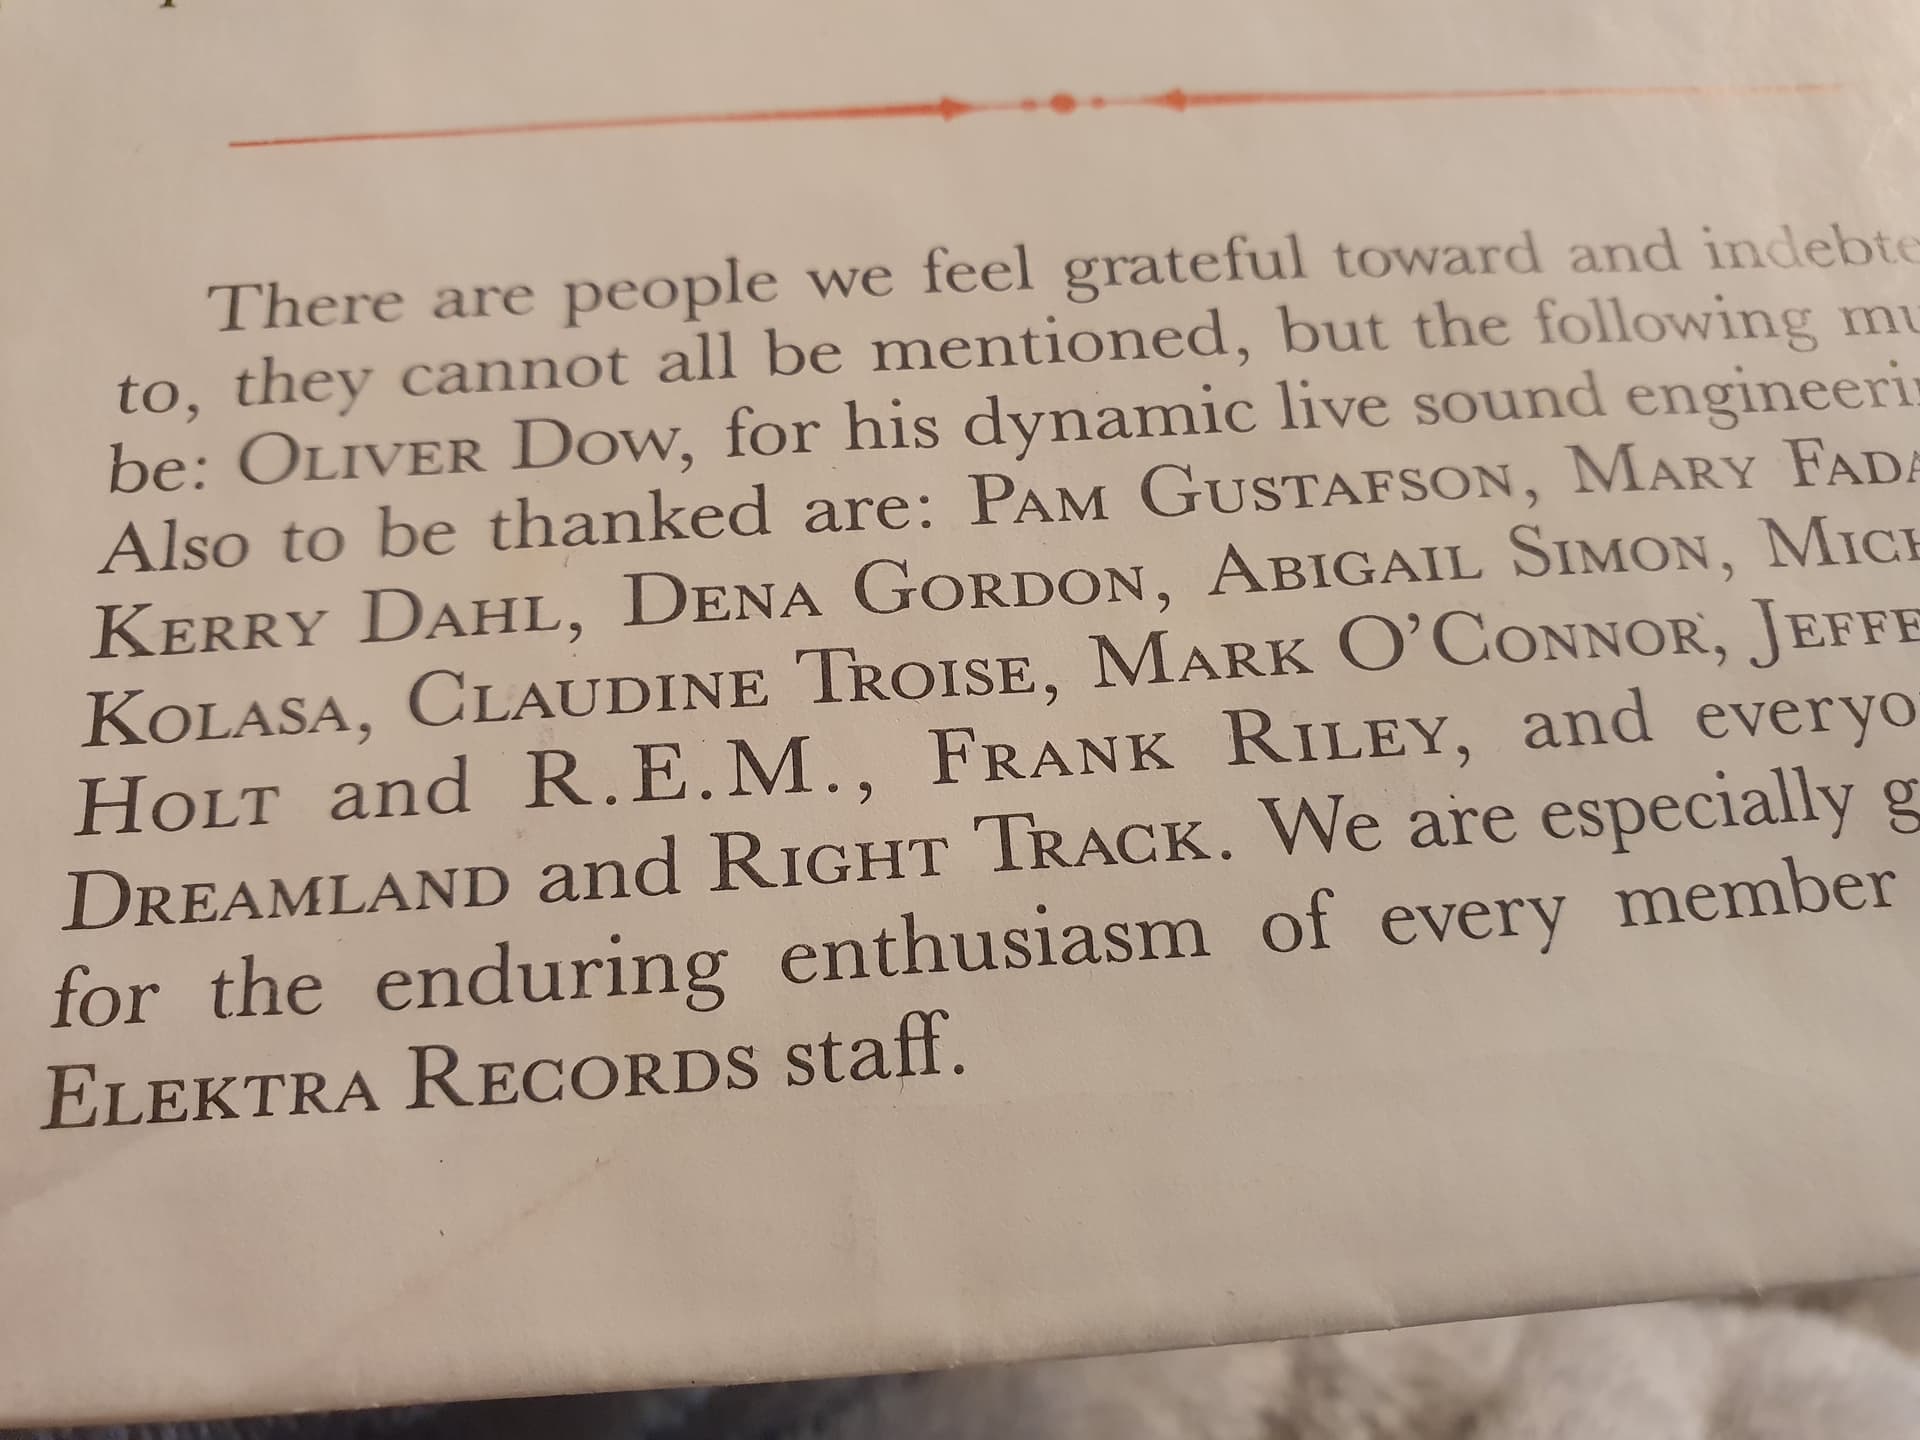 There are people we feel grateful toward and
to, they cannot all be mentioned, but the following
be: OLIVER DOW, for his dynamic live sound
Also to be thanked are: PAM GUSTAFSON, MARY
KERRY DAHL, DENA GORDON, ABIGAIL SIMON,
KOLASA, CLAUDINE TROISE, MARK O’CONNOR,
HOLT and R.E.M., FRANK RILEY, and
DREAMLAND and RIGHT TRACK. We are especially
for the enduring enthusiasm of every member
ELEKTRA RECORDS staff.